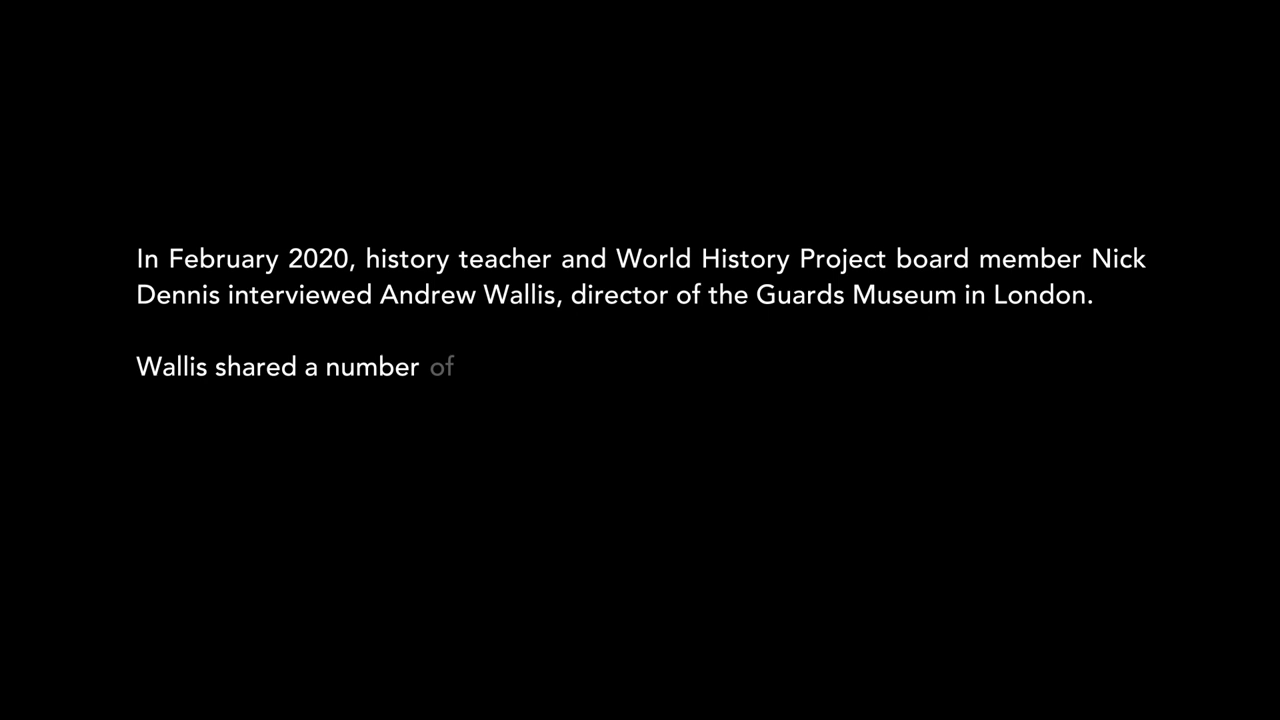 In February 2020, history teacher and World History Project board member Nick
Dennis interviewed Andrew Wallis, director of the Guards Museum in London.
Wallis shared a number of